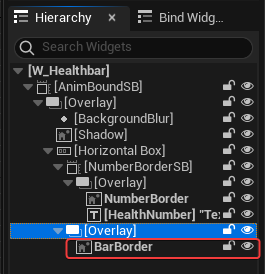 Hierarchy × Bind Widg...
Search Widgets
[W_Healthbar]
[AnimBoundSB]
[Overlay]
[BackgroundBlur]
[Shadow]
[Horizontal Box]
[NumberBorderSB]
[Overlay]
NumberBorder
[HealthNumber] "Te
[Overlay]
BarBorder